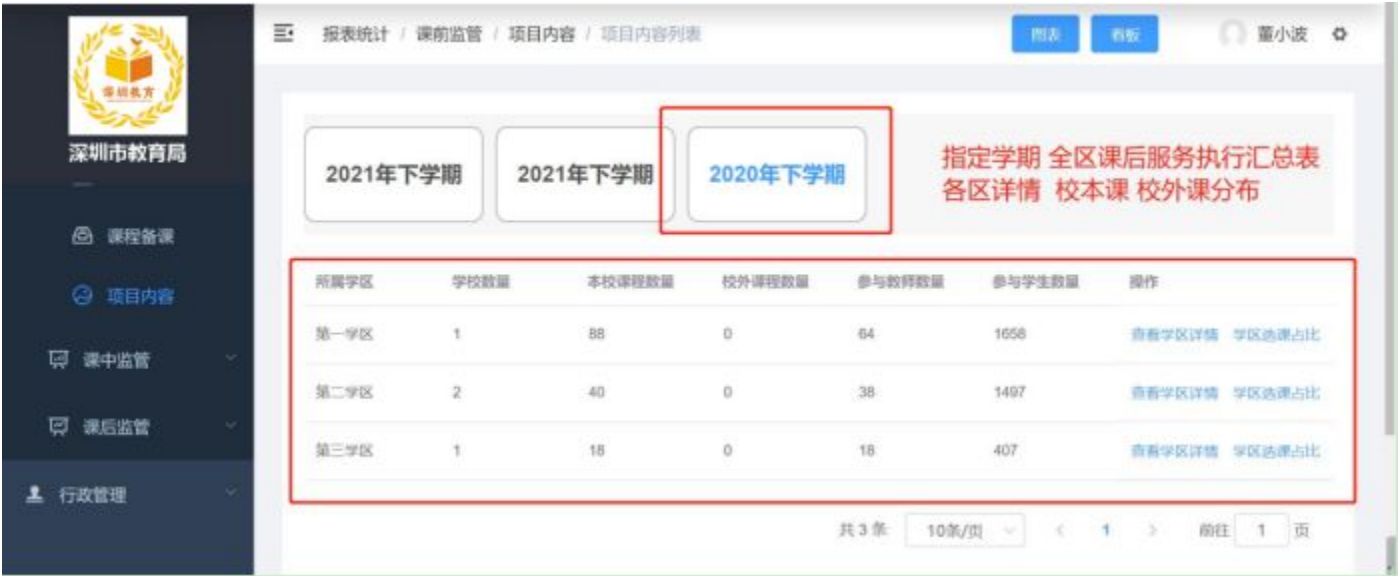 深圳教育
深圳市教育局
课程备课
项目内容
课中监管
课后监管
行政管理
报表统计 / 课前监管 / 项目内容 / 项目内容列表
图表 看板 董小波
2021年下学期 2021年下学期 2020年下学期
指定学期 全区课后服务执行汇总表
各区详情 校本课 校外课分布
所属学区 学校数量 本校课程数量 校外课程数量 参与教师数量 参与学生数量 操作
第一学区 1 88 0 64 1658 查看学区详情 学区选课占比
第二学区 2 40 0 38 1497 查看学区详情 学区选课占比
第三学区 1 18 0 18 407 查看学区详情 学区选课占比
共 3 条 10条/页 < 1 > 前往 1 页